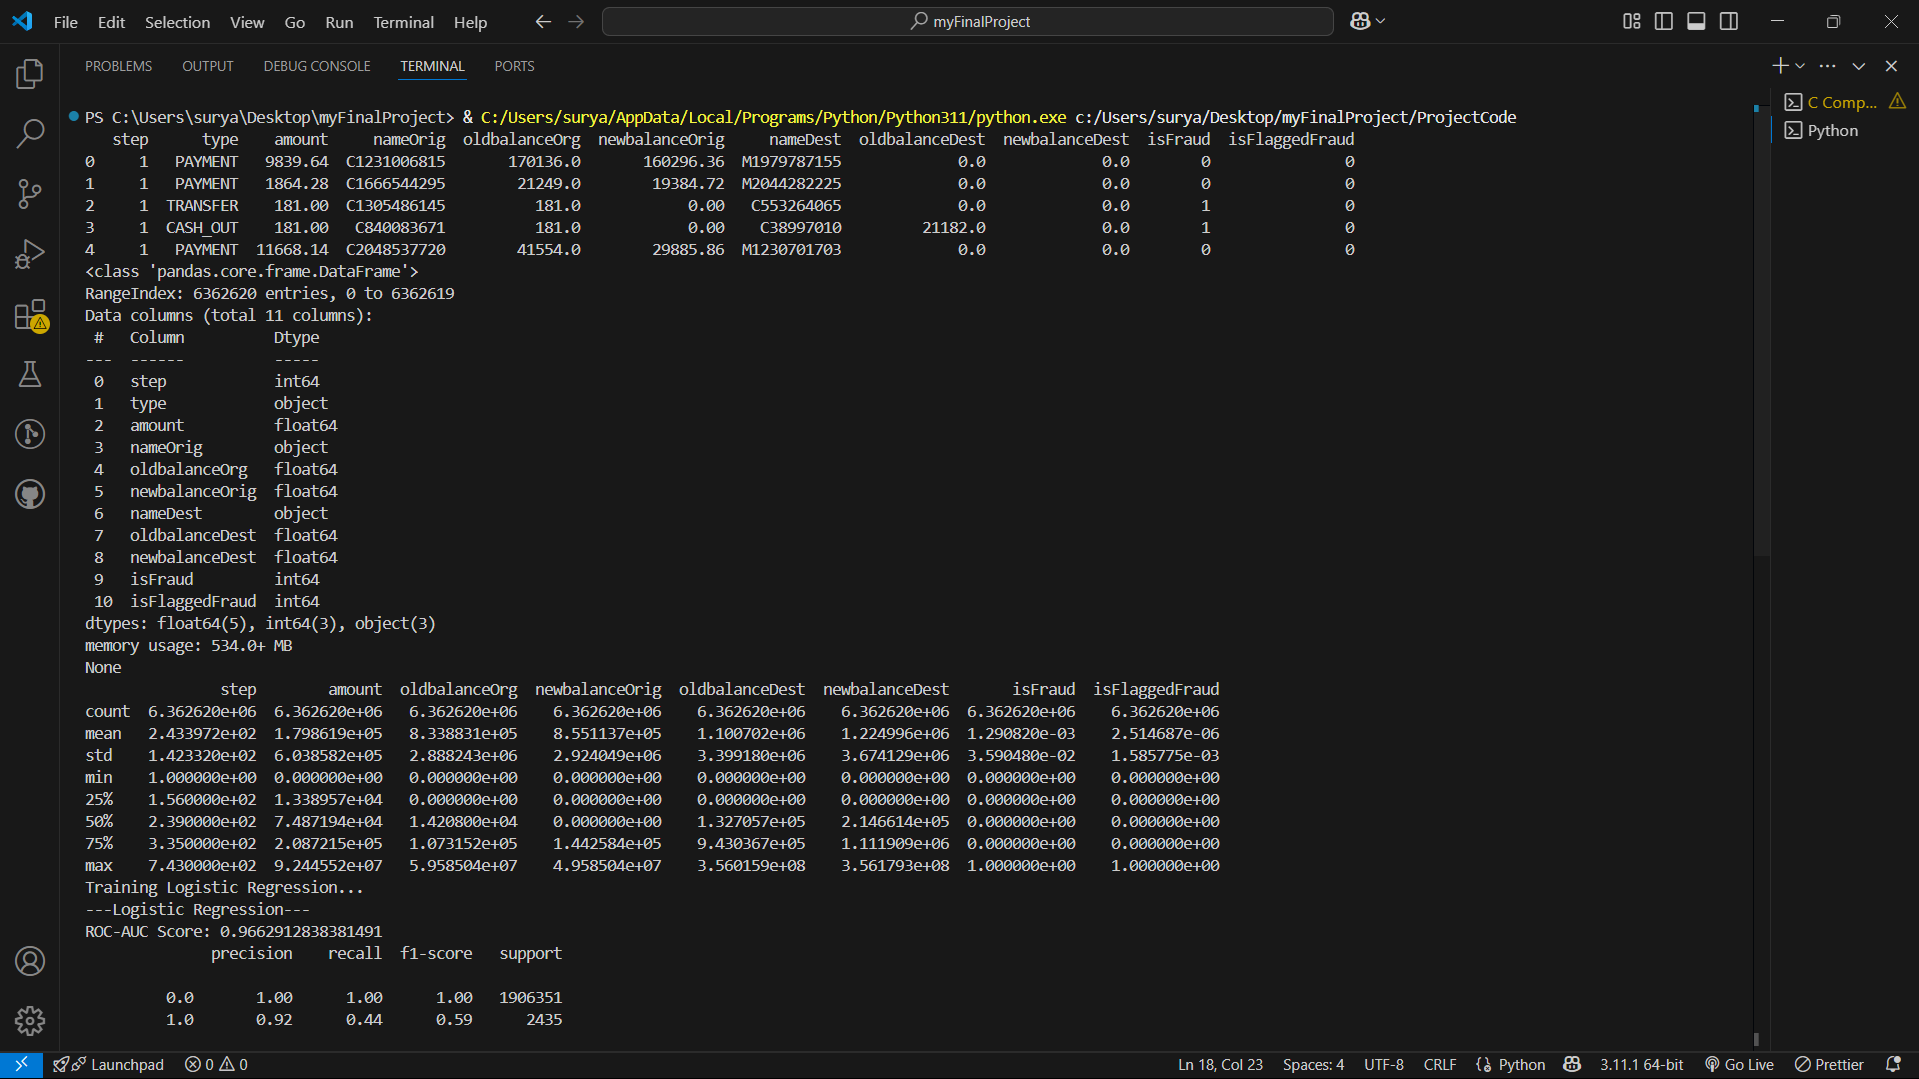 File Edit Selection View Go Run Terminal Help
myFinalProject
PROBLEMS OUTPUT DEBUG CONSOLE TERMINAL PORTS
C Comp...
Python
PS C:\Users\surya\Desktop\myFinalProject> & C:/Users/surya/AppData/Local/Programs/Python/Python311/python.exe c:/Users/surya/Desktop/myFinalProject/ProjectCode
step type amount nameOrig oldbalanceOrg newbalanceOrig nameDest oldbalanceDest newbalanceDest isFraud isFlaggedFraud
0 1 PAYMENT 9839.64 C1231006815 170136.0 160296.36 M1979787155 0.0 0.0 0 0
1 1 PAYMENT 1864.28 C1666544295 21249.0 19384.72 M2044282225 0.0 0.0 0 0
2 1 TRANSFER 181.00 C1305486145 181.0 0.00 C553264065 0.0 0.0 1 0
3 1 CASH_OUT 181.00 C840083671 181.0 0.00 C38997010 21182.0 0.0 1 0
4 1 PAYMENT 11668.14 C2048537720 41554.0 29885.86 M1230701703 0.0 0.0 0 0
<class 'pandas.core.frame.DataFrame'>
RangeIndex: 6362620 entries, 0 to 6362619
Data columns (total 11 columns):
# Column Dtype
--- ------ -----
0 step int64
1 type object
2 amount float64
3 nameOrig object
4 oldbalanceOrg float64
5 newbalanceOrig float64
6 nameDest object
7 oldbalanceDest float64
8 newbalanceDest float64
9 isFraud int64
10 isFlaggedFraud int64
dtypes: float64(5), int64(3), object(3)
memory usage: 534.0+ MB
None
step amount oldbalanceOrg newbalanceOrig oldbalanceDest newbalanceDest isFraud isFlaggedFraud
count 6.362620e+06 6.362620e+06 6.362620e+06 6.362620e+06 6.362620e+06 6.362620e+06 6.362620e+06 6.362620e+06
mean 2.433972e+02 1.798619e+05 8.338831e+05 8.551137e+05 1.100702e+06 1.224996e+06 1.290820e-03 2.514687e-06
std 1.423320e+02 6.038582e+05 2.888243e+06 2.924049e+06 3.399180e+06 3.674129e+06 3.590480e-02 1.585775e-03
min 1.000000e+00 0.000000e+00 0.000000e+00 0.000000e+00 0.000000e+00 0.000000e+00 0.000000e+00 0.000000e+00
25% 1.560000e+02 1.338957e+04 0.000000e+00 0.000000e+00 0.000000e+00 0.000000e+00 0.000000e+00 0.000000e+00
50% 2.390000e+02 7.487194e+04 1.420800e+04 0.000000e+00 1.327057e+05 2.146614e+05 0.000000e+00 0.000000e+00
75% 3.350000e+02 2.087215e+05 1.073152e+05 1.442584e+05 9.430367e+05 1.111909e+06 0.000000e+00 0.000000e+00
max 7.430000e+02 9.244552e+07 5.958504e+07 4.958504e+07 3.560159e+08 3.561793e+08 1.000000e+00 1.000000e+00
Training Logistic Regression...
---Logistic Regression---
ROC-AUC Score: 0.9662912838381491
precision recall f1-score support
0.0 1.00 1.00 1.00 1906351
1.0 0.92 0.44 0.59 2435
Launchpad 0 0 Ln 18, Col 23 Spaces: 4 UTF-8 CRLF Python 3.11.1 64-bit Go Live Prettier